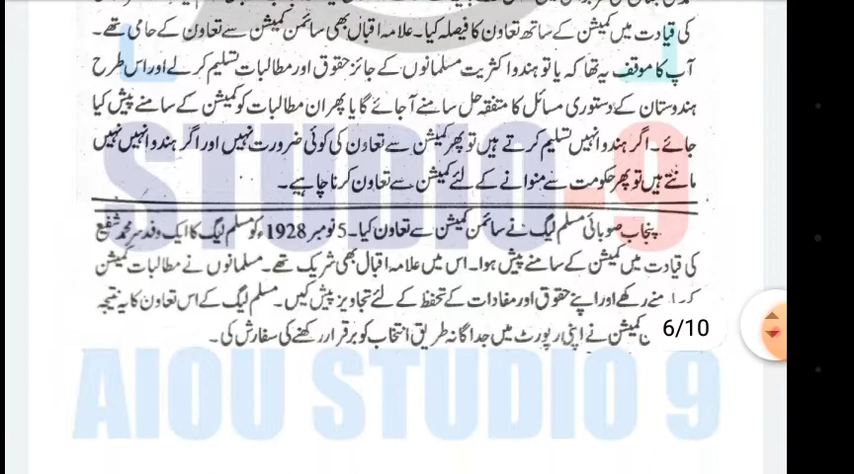 کی قیادت میں کمیشن کے ساتھ تعاون کا فیصلہ کیا۔ علامہ اقبال بھی سائمن کمیشن سے تعاون کے حامی تھے۔
آپ کا موقف یہ تھا کہ یا تو ہندو اکثریت مسلمانوں کے جائز حقوق اور مطالبات تسلیم کر لے اور اس طرح
ہندوستان کے دستوری مسائل کا متفقہ حل سامنے آ جائے گا یا پھر ان مطالبات کو کمیشن کے سامنے پیش کیا
جائے۔ اگر ہندو انہیں تسلیم کرتے ہیں تو پھر کمیشن سے تعاون کی کوئی ضرورت نہیں اور اگر ہندو انہیں نہیں
مانتے ہیں تو پھر حکومت سے منوانے کے لئے کمیشن سے تعاون کرنا چاہیے۔
پنجاب صوبائی مسلم لیگ نے سائمن کمیشن سے تعاون کیا۔ 5 نومبر 1928ء کو مسلم لیگ کا ایک وفد سر محمد شفیع
کی قیادت میں کمیشن کے سامنے پیش ہوا۔ اس میں علامہ اقبال بھی شریک تھے۔ مسلمانوں نے مطالبات کمیشن
رکھے اور اپنے حقوق اور مفادات کے تحفظ کے لئے تجاویز پیش کیں۔ مسلم لیگ کے اس تعاون کا یہ نتیجہ
کمیشن نے اپنی رپورٹ میں جداگانہ طریق انتخاب کو برقرار رکھنے کی سفارش کی۔
6/10
STUDIO 9
AIOU STUDIO 9